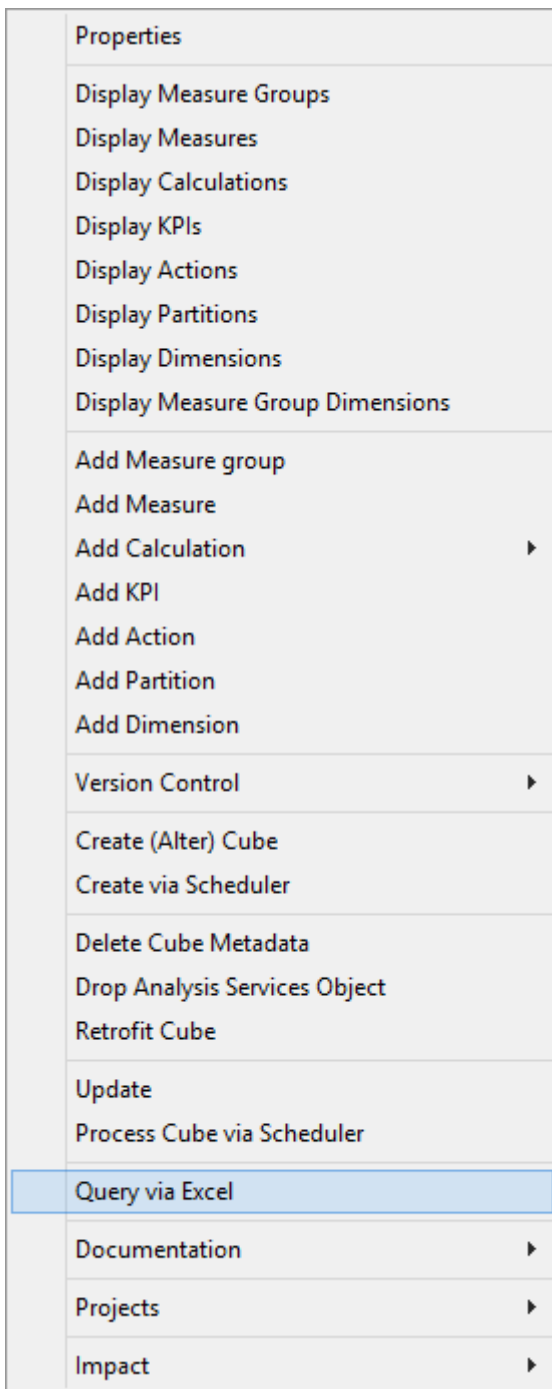 Properties
Display Measure Groups
Display Measures
Display Calculations
Display KPIs
Display Actions
Display Partitions
Display Dimensions
Display Measure Group Dimensions
Add Measure group
Add Measure
Add Calculation
Add KPI
Add Action
Add Partition
Add Dimension
Version Control
Create (Alter) Cube
Create via Scheduler
Delete Cube Metadata
Drop Analysis Services Object
Retrofit Cube
Update
Process Cube via Scheduler
Query via Excel
Documentation
Projects
Impact